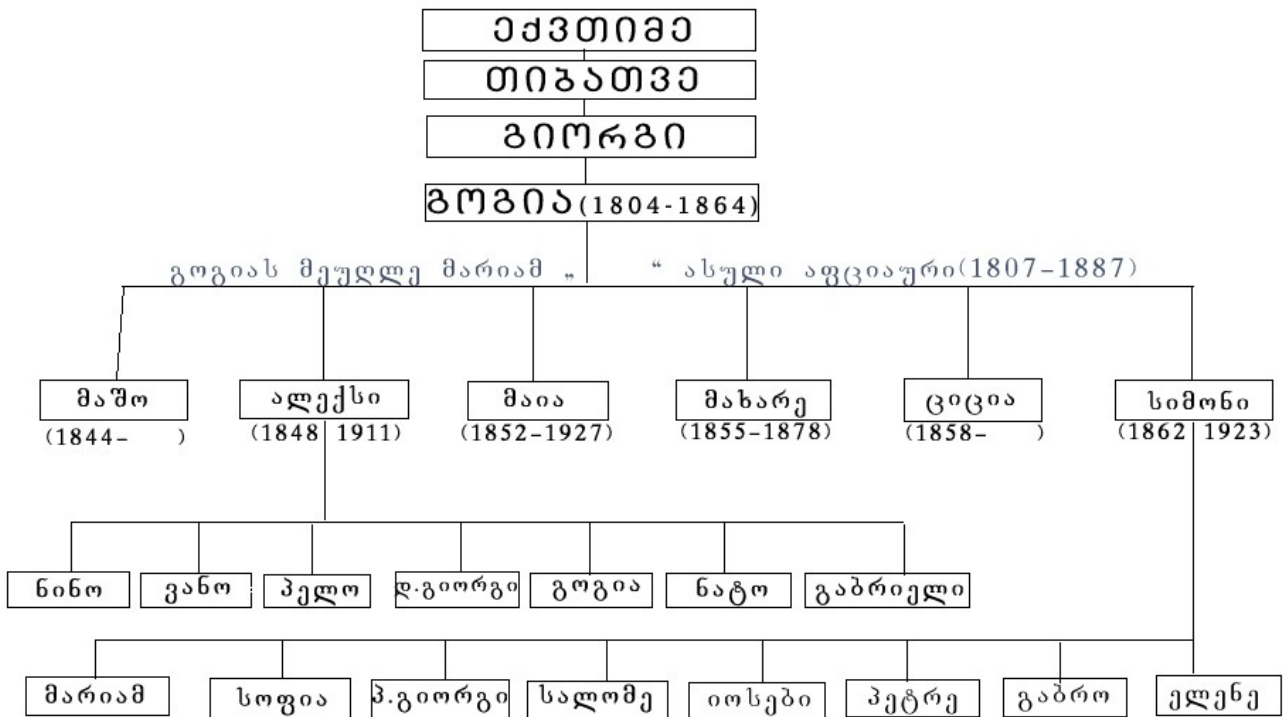 ექვთიმე
თიბათვე
გიორგი
გოგია(1804-1864)
გოგიას მეუღლე მარიამ „ “ ასული აფციაური(1807-1887)
მაშო ალექსი მაია მახარე ციცია სიმონი
(1844- ) (1848 1911) (1852-1927) (1855-1878) (1858- ) (1862 1923)
ნინო ვანო პელო დ.გიორგი გოგია ნატო გაბრიელი
მარიამ სოფია პ.გიორგი სალომე იოსები პეტრე გაბრო ელენე